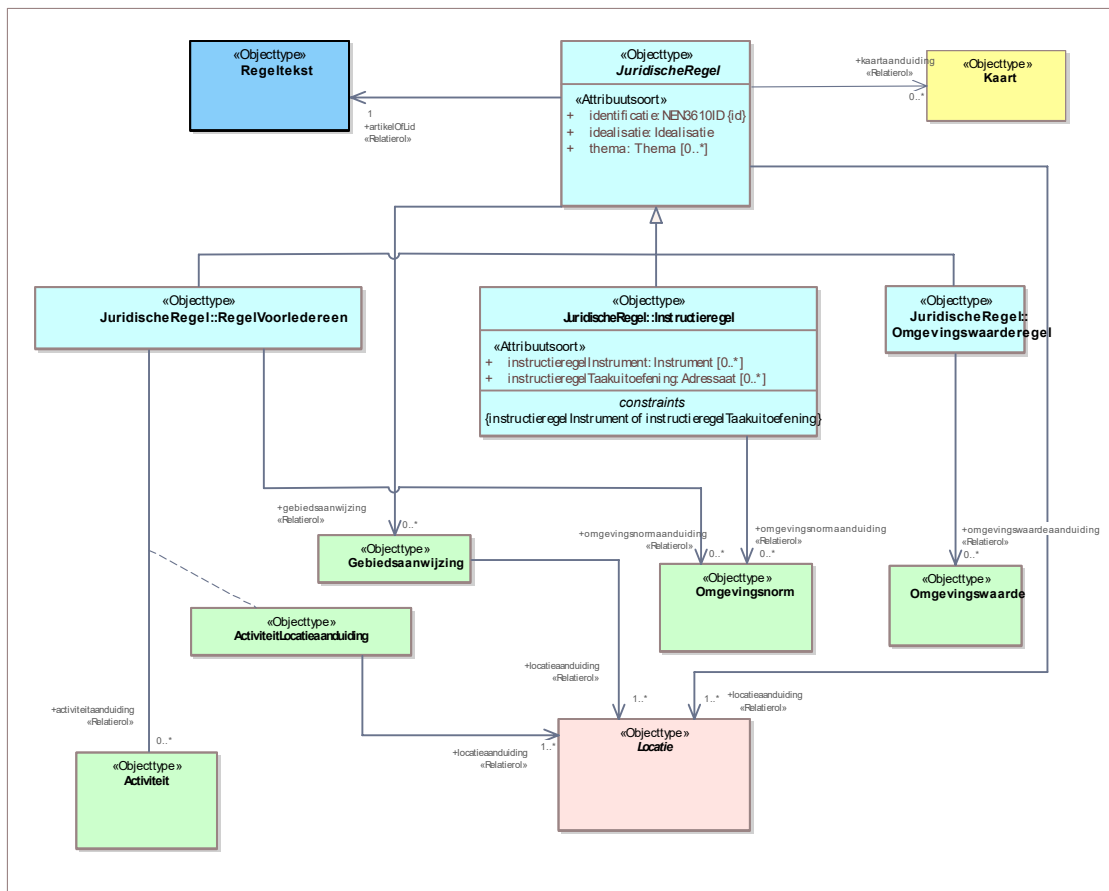 «Objecttype»
Regeltekst
«Objecttype»
JuridischeRegel
«Attribuutsoort»
+ identificatie: NEN3610ID {id}
+ idealisatie: Idealisatie
+ thema: Thema [0..*]
+kaartaanduiding
«Relatierol»
0..*
«Objecttype»
Kaart
1
+artikelOfLid
«Relatierol»
«Objecttype»
JuridischeRegel::RegelVoorIedereen
«Objecttype»
JuridischeRegel::Instructieregel
«Attribuutsoort»
+ instructieregelInstrument: Instrument [0..*]
+ instructieregelTaakuitoefening: Adressaat [0..*]
constraints
{instructieregelInstrument of instructieregelTaakuitoefening}
«Objecttype»
JuridischeRegel::
Omgevingswaarderegel
+gebiedsaanwijzing
«Relatierol»
0..*
+omgevingsnormaanduiding
«Relatierol»
0..*
+omgevingsnormaanduiding
«Relatierol»
0..*
+omgevingswaardeaanduiding
«Relatierol»
0..*
«Objecttype»
Gebiedsaanwijzing
«Objecttype»
Omgevingsnorm
«Objecttype»
Omgevingswaarde
«Objecttype»
ActiviteitLocatieaanduiding
+locatieaanduiding
«Relatierol»
1..*
1..*
+locatieaanduiding
«Relatierol»
+activiteitaanduiding
«Relatierol»
0..*
+locatieaanduiding
«Relatierol»
1..*
«Objecttype»
Locatie
«Objecttype»
Activiteit